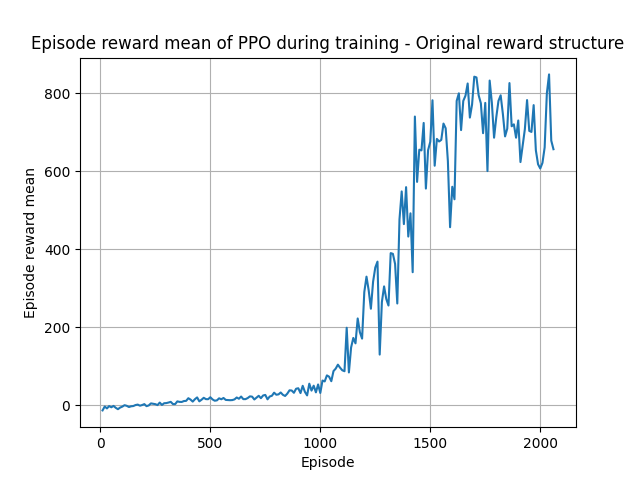 Episode reward mean of PPO during training - Original reward structure
Episode reward mean
800
600
400
200
0
0 500 1000 1500 2000
Episode